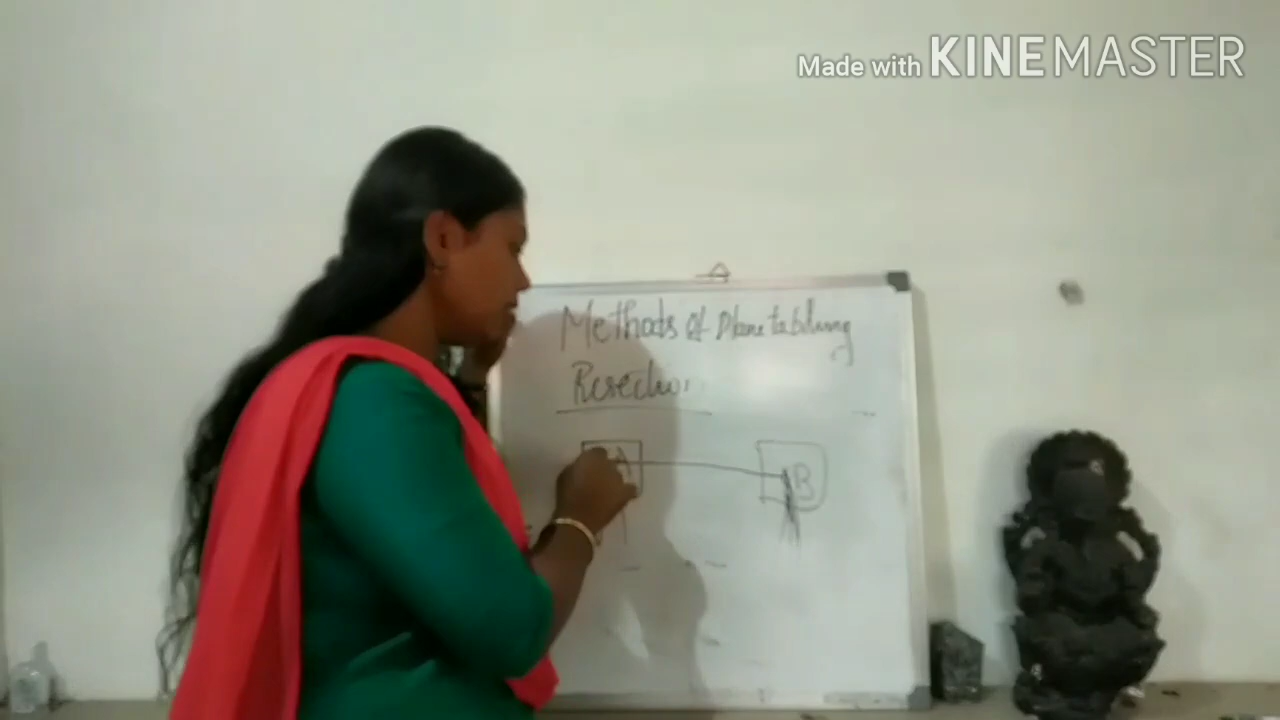 Made with KINEMASTER
Methods of Plane tabling
Resection
A
B